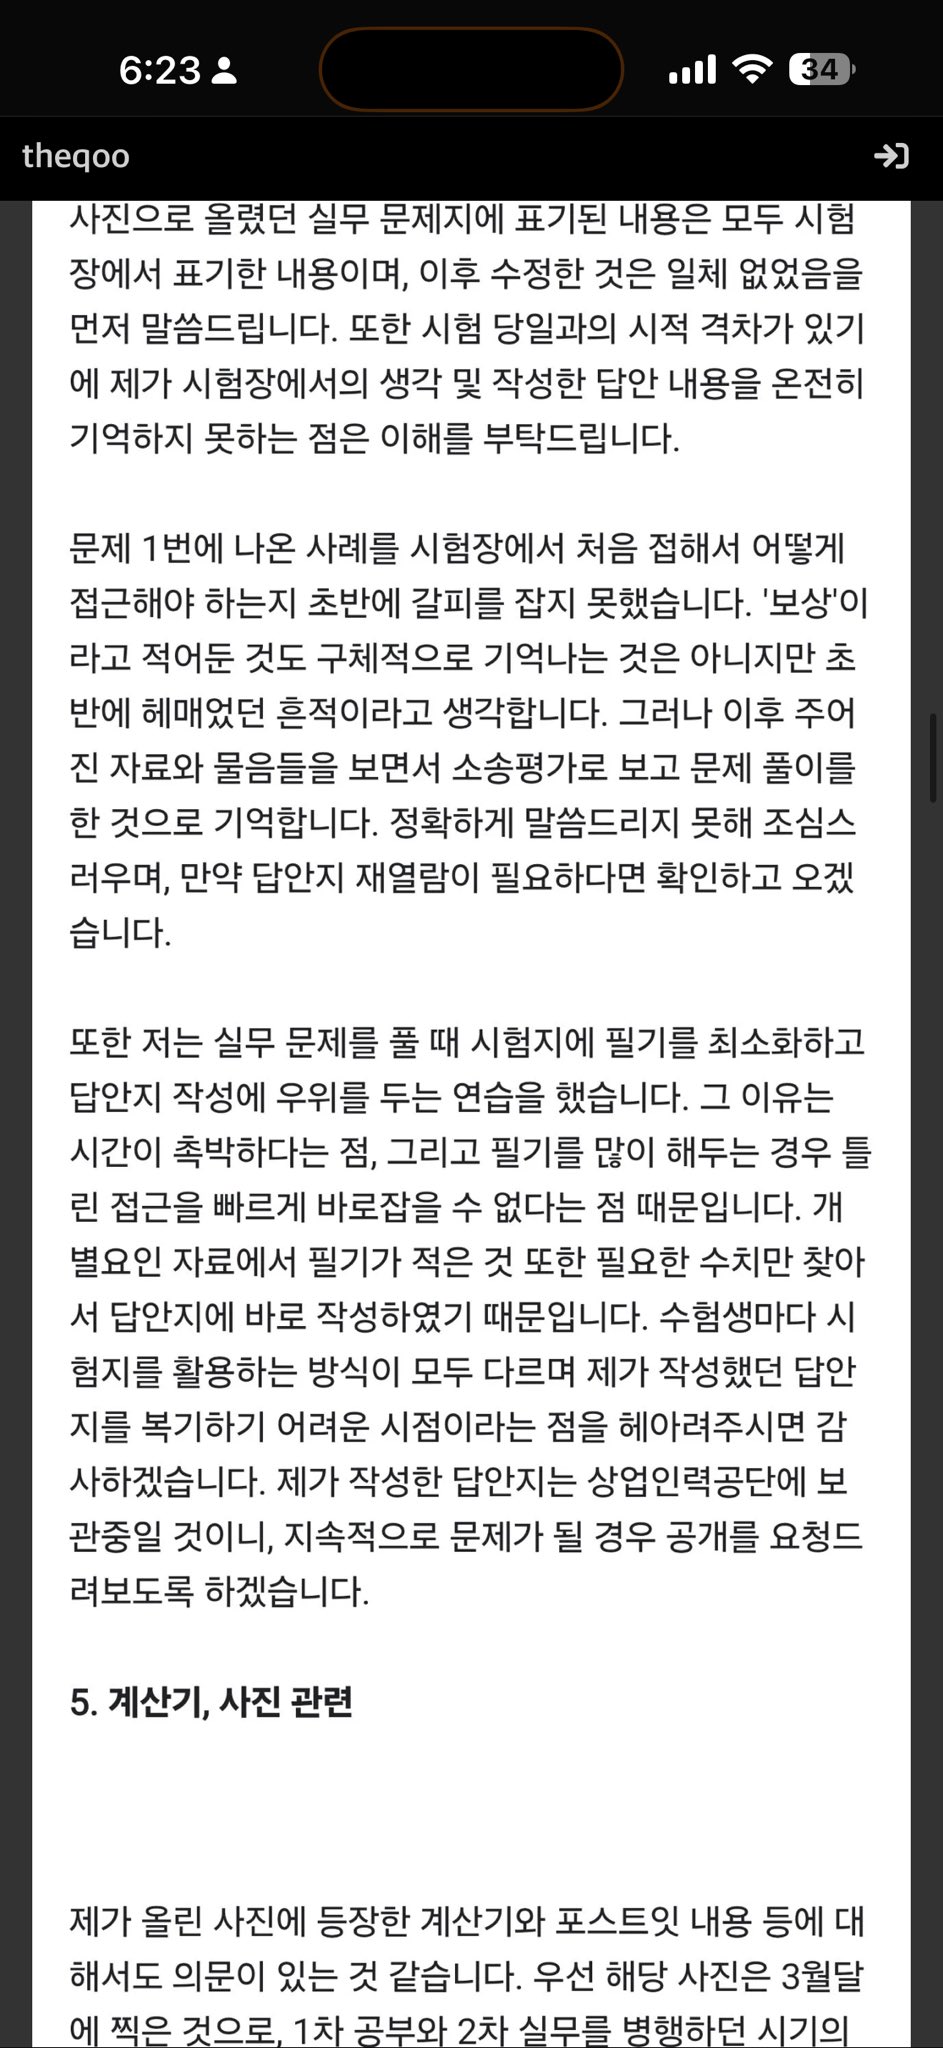 6:23
34
theqoo
사진으로 올렸던 실무 문제지에 표기된 내용은 모두 시험
장에서 표기한 내용이며, 이후 수정한 것은 일체 없었음을
먼저 말씀드립니다. 또한 시험 당일과의 시적 격차가 있기
에 제가 시험장에서의 생각 및 작성한 답안 내용을 온전히
기억하지 못하는 점은 이해를 부탁드립니다.
문제 1번에 나온 사례를 시험장에서 처음 접해서 어떻게
접근해야 하는지 초반에 갈피를 잡지 못했습니다. '보상'이
라고 적어둔 것도 구체적으로 기억나는 것은 아니지만 초
반에 헤매었던 흔적이라고 생각합니다. 그러나 이후 주어
진 자료와 물음들을 보면서 소송평가로 보고 문제 풀이를
한 것으로 기억합니다. 정확하게 말씀드리지 못해 조심스
러우며, 만약 답안지 재열람이 필요하다면 확인하고 오겠
습니다.
또한 저는 실무 문제를 풀 때 시험지에 필기를 최소화하고
답안지 작성에 우위를 두는 연습을 했습니다. 그 이유는
시간이 촉박하다는 점, 그리고 필기를 많이 해두는 경우 틀
린 접근을 빠르게 바로잡을 수 없다는 점 때문입니다. 개
별요인 자료에서 필기가 적은 것 또한 필요한 수치만 찾아
서 답안지에 바로 작성하였기 때문입니다. 수험생마다 시
험지를 활용하는 방식이 모두 다르며 제가 작성했던 답안
지를 복기하기 어려운 시점이라는 점을 헤아려주시면 감
사하겠습니다. 제가 작성한 답안지는 상업인력공단에 보
관중일 것이니, 지속적으로 문제가 될 경우 공개를 요청드
려보도록 하겠습니다.
5. 계산기, 사진 관련
제가 올린 사진에 등장한 계산기와 포스트잇 내용 등에 대
해서도 의문이 있는 것 같습니다. 우선 해당 사진은 3월달
에 찍은 것으로, 1차 공부와 2차 실무를 병행하던 시기의